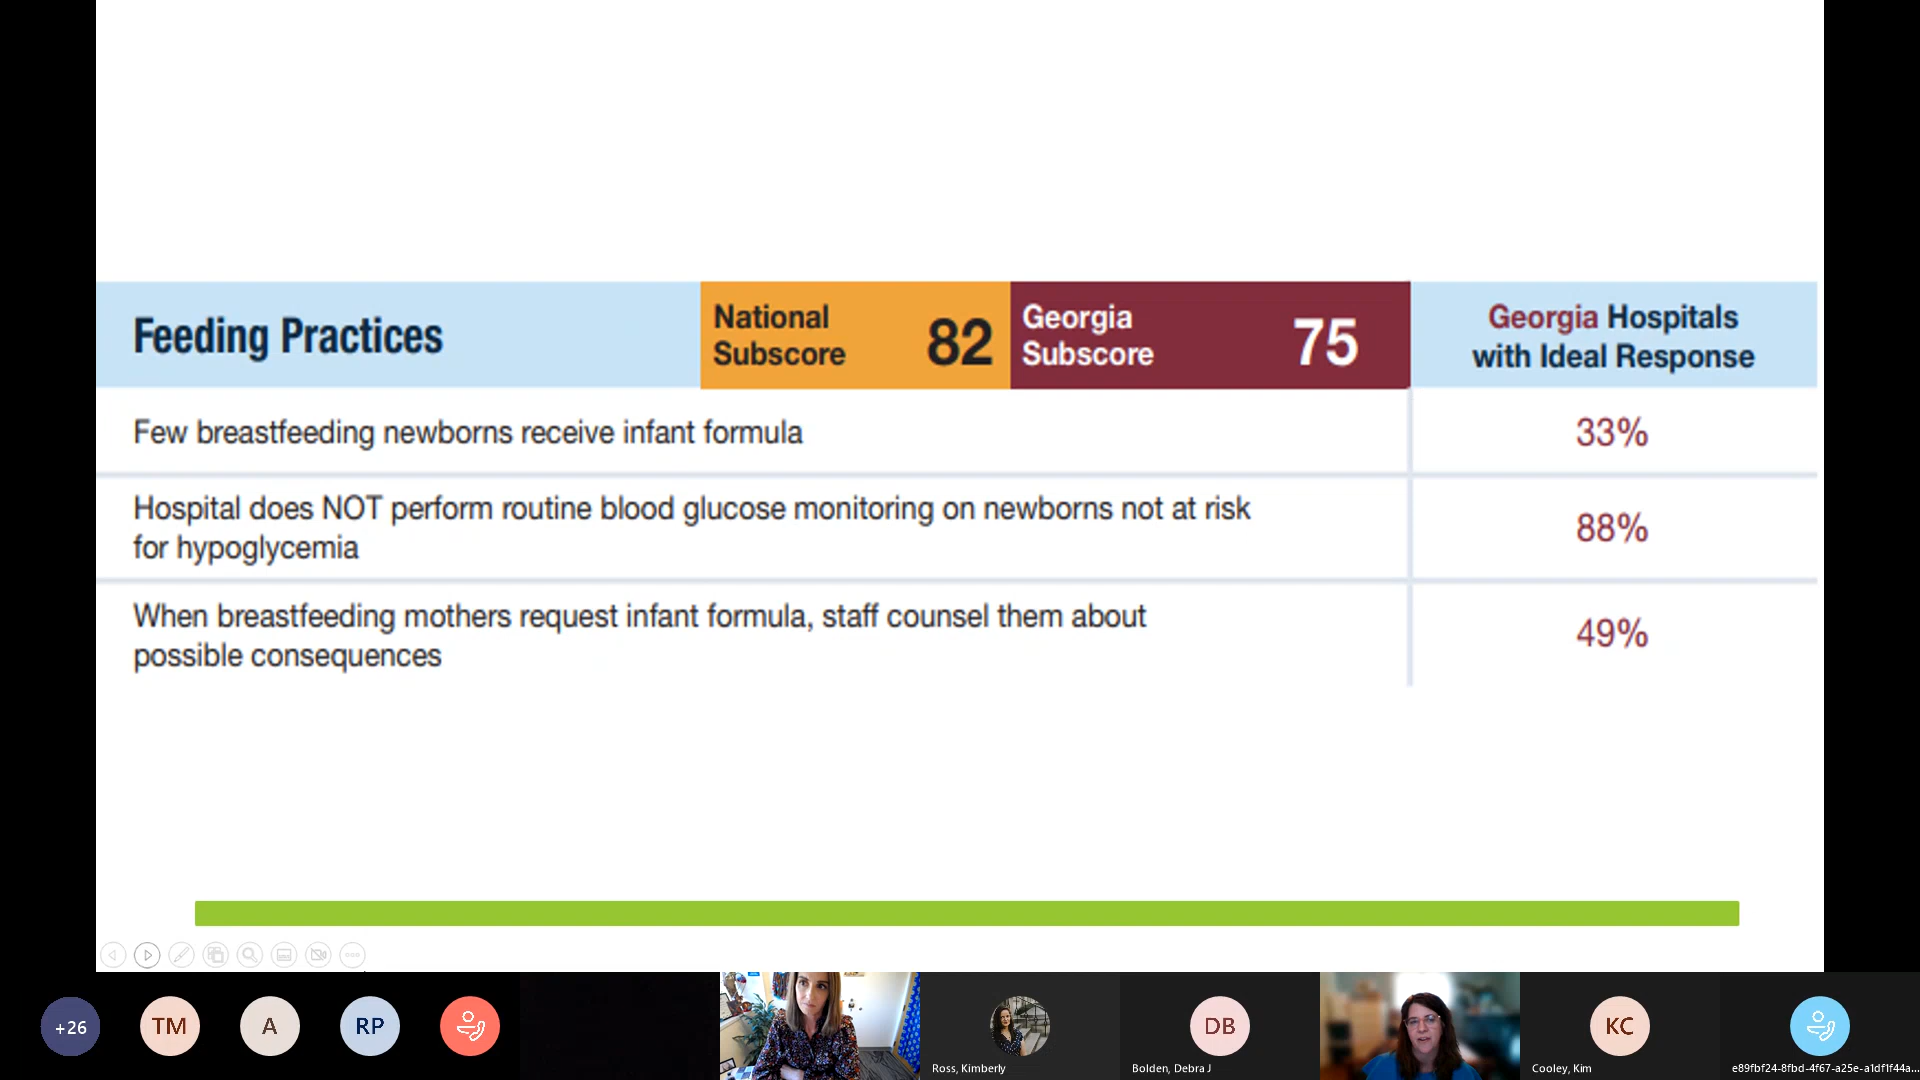 Feeding Practices
National
Subscore
82
Georgia
Subscore
75
Georgia Hospitals
with Ideal Response
Few breastfeeding newborns receive infant formula
33%
Hospital does NOT perform routine blood glucose monitoring on newborns not at risk
for hypoglycemia
88%
When breastfeeding mothers request infant formula, staff counsel them about
possible consequences
49%
+26
TM
A
RP
Ross, Kimberly
DB
Bolden, Debra J
KC
Cooley, Kim
e89fbf24-8fbd-4f67-a25e-a1df1f44a...